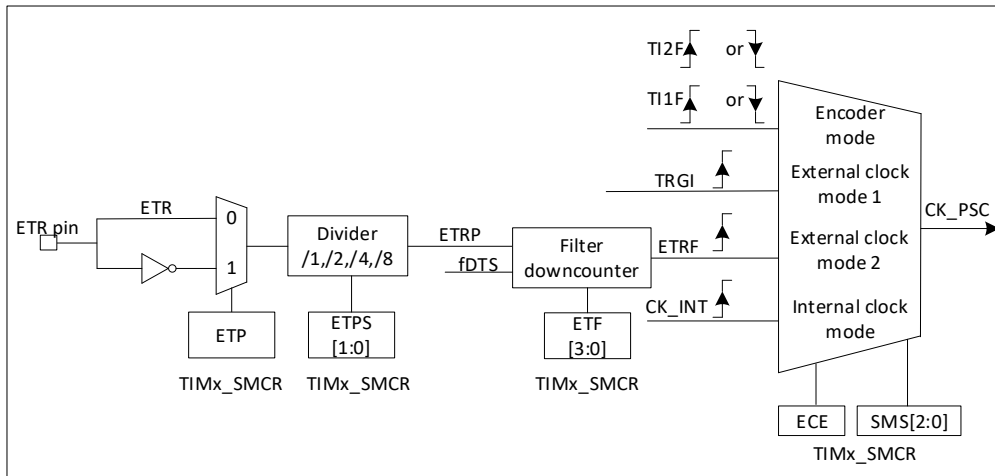 TI2F or
TI1F or
Encoder
mode
TRGI
External clock
mode 1
CK_PSC
ETR pin
ETR
0
1
Divider
/1,/2,/4,/8
ETRP
fDTS
Filter
downcounter
ETRF
External clock
mode 2
CK_INT
Internal clock
mode
ETP
ETPS
[1:0]
ETF
[3:0]
TIMx_SMCR
TIMx_SMCR
TIMx_SMCR
ECE
SMS[2:0]
TIMx_SMCR